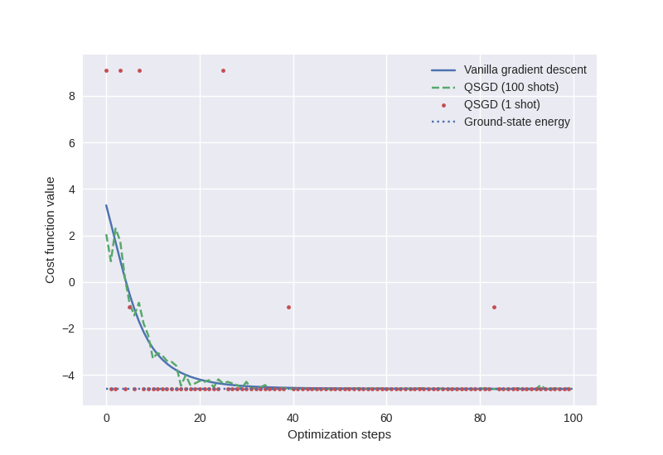 Vanilla gradient descent
QSGD (100 shots)
QSGD (1 shot)
Ground-state energy
8
6
4
2
0
−2
−4
Cost function value
0 20 40 60 80 100
Optimization steps